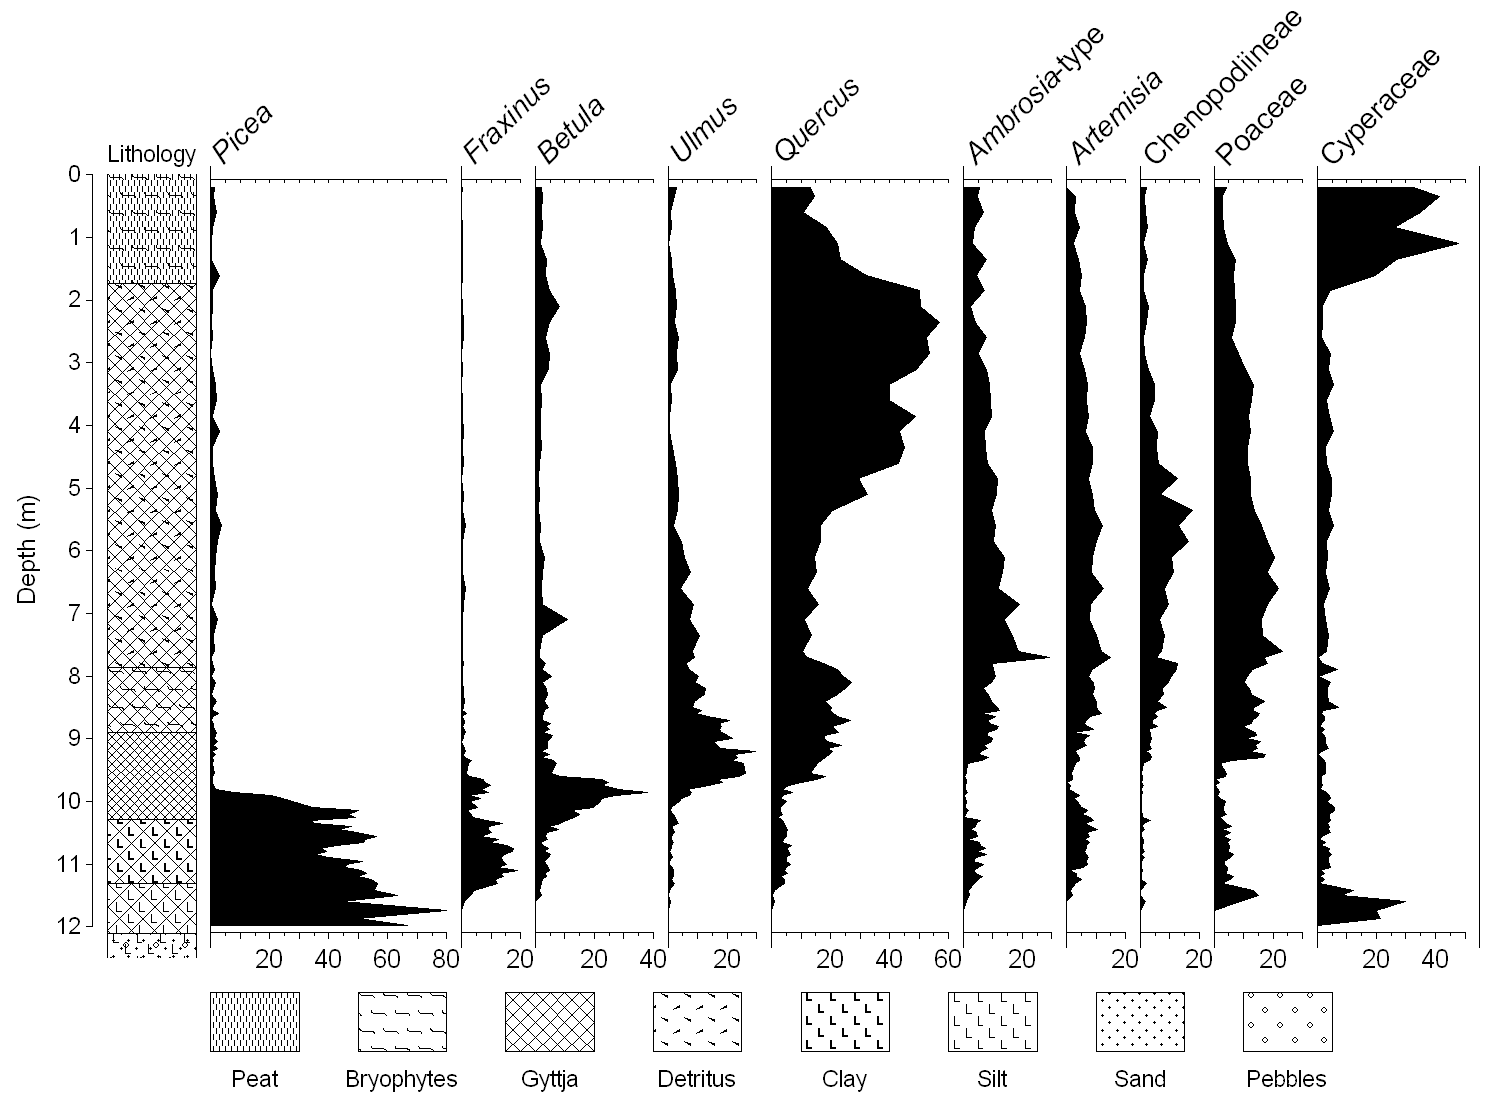 Picea
Fraxinus
Betula
Ulmus
Quercus
Ambrosia-type
Artemisia
Chenopodiineae
Poaceae
Cyperaceae
Lithology
0
1
2
3
4
5
6
7
8
9
10
11
12
Depth (m)
20 40 60 80 20 20 40 20 20 40 60 20 20 20 20 20 40
Peat Bryophytes Gyttja Detritus Clay Silt Sand Pebbles